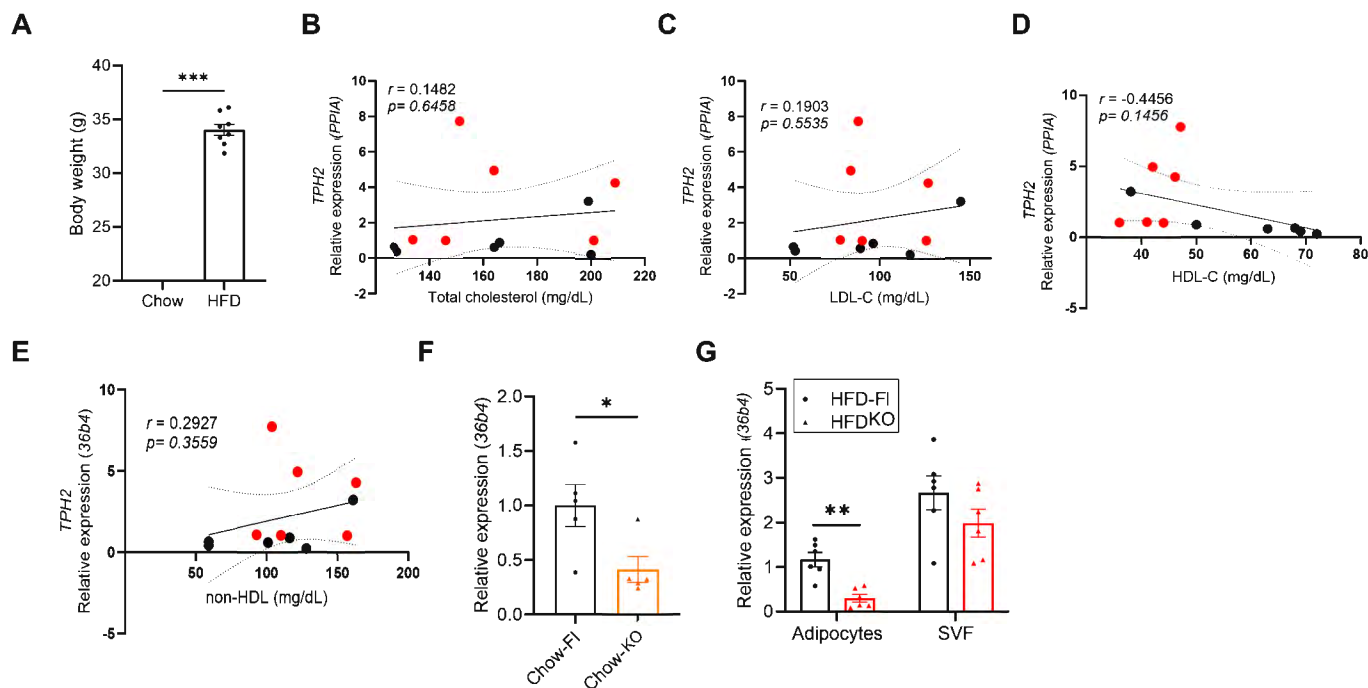 A
Body weight (g)
40
35
30
25
20
***
Chow
HFD
B
TPH2
Relative expression (PPIA)
10
8
6
4
2
0
-2
r = 0.1482
p= 0.6458
140
160
180
200
220
Total cholesterol (mg/dL)
C
TPH2
Relative expression (PPIA)
10
8
6
4
2
0
-2
r = 0.1903
p= 0.5535
50
100
150
LDL-C (mg/dL)
D
TPH2
Relative expression (PPIA)
10
5
0
-5
r = -0.4456
p= 0.1456
40
50
60
70
80
HDL-C (mg/dL)
E
TPH2
Relative expression (36b4)
10
5
0
-5
r = 0.2927
p= 0.3559
50
100
150
200
non-HDL (mg/dL)
F
Relative expression (36b4)
2.0
1.5
1.0
0.5
0.0
*
Chow-Fl
Chow-KO
G
Relative expression (36b4)
5
4
3
2
1
0
HFD-Fl
HFDKO
**
Adipocytes
SVF